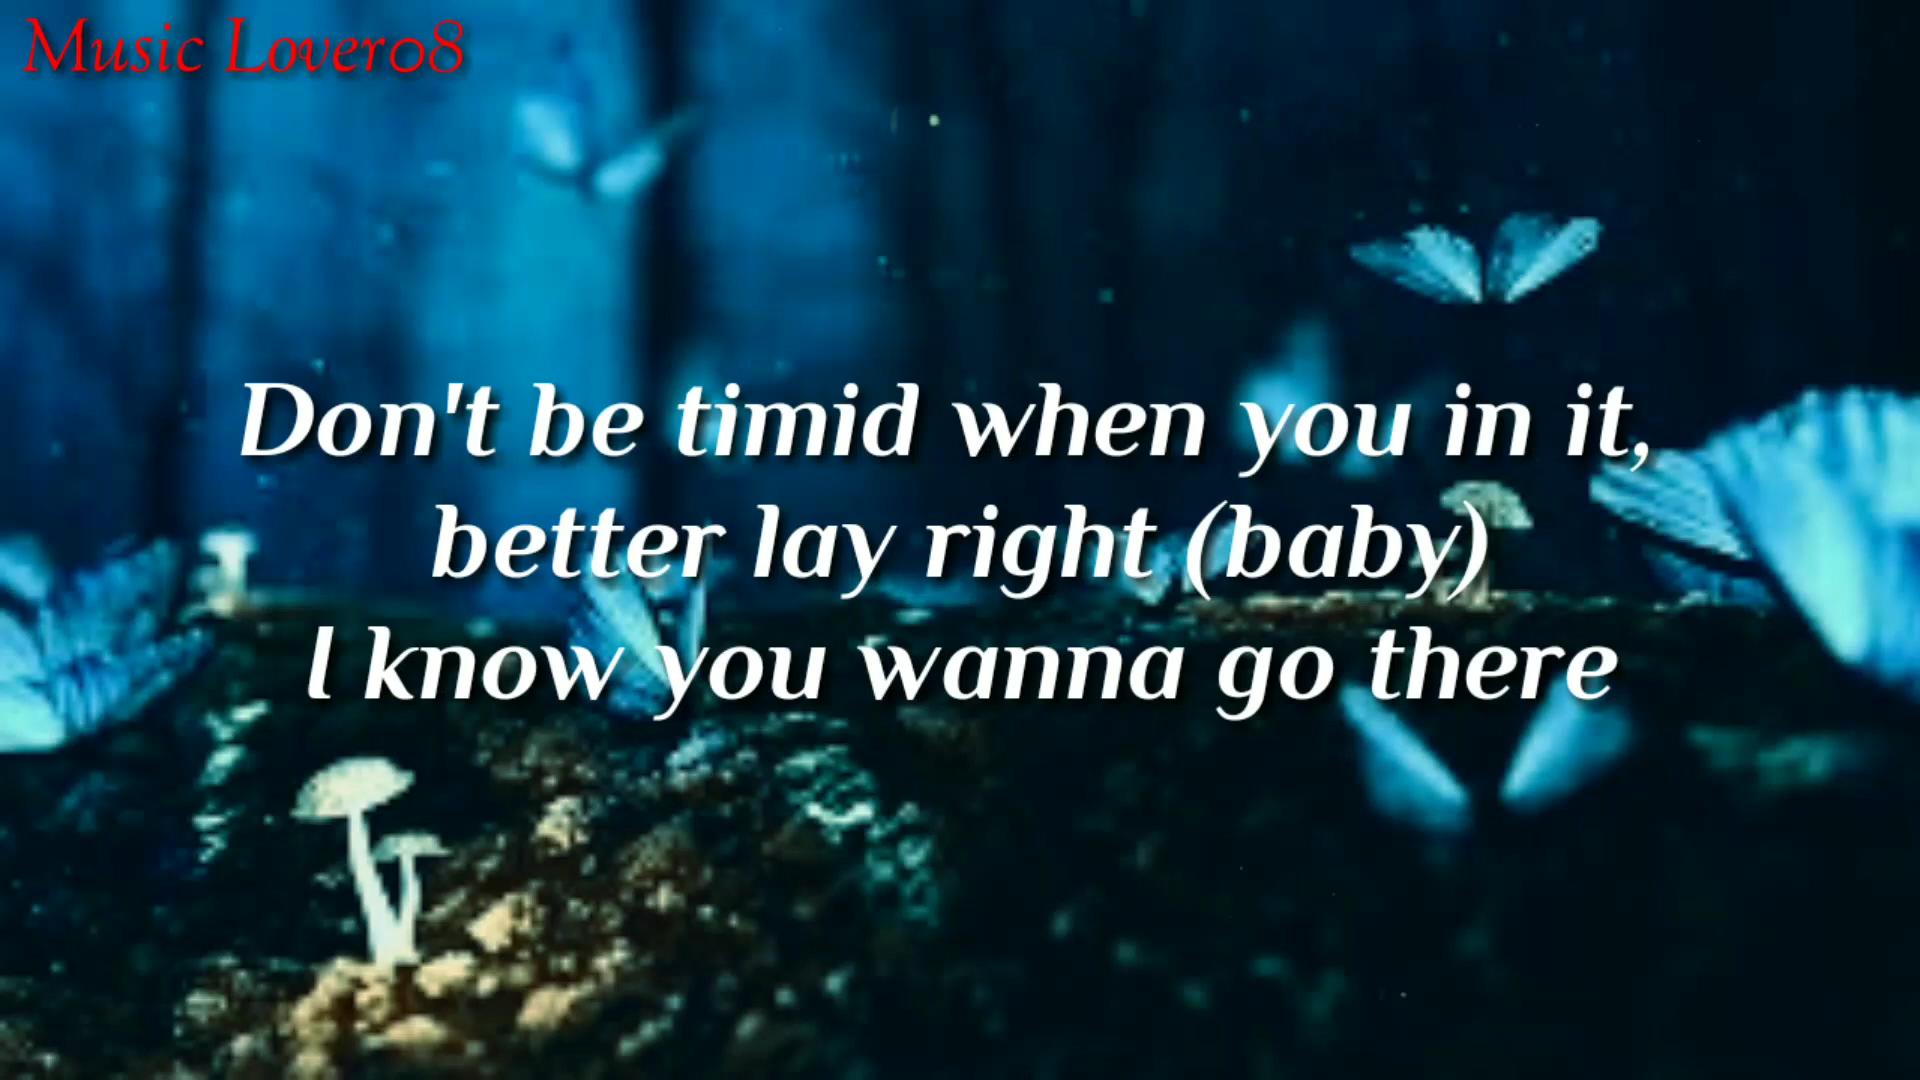 Music Lover08
Don't be timid when you in it,
better lay right (baby)
I know you wanna go there